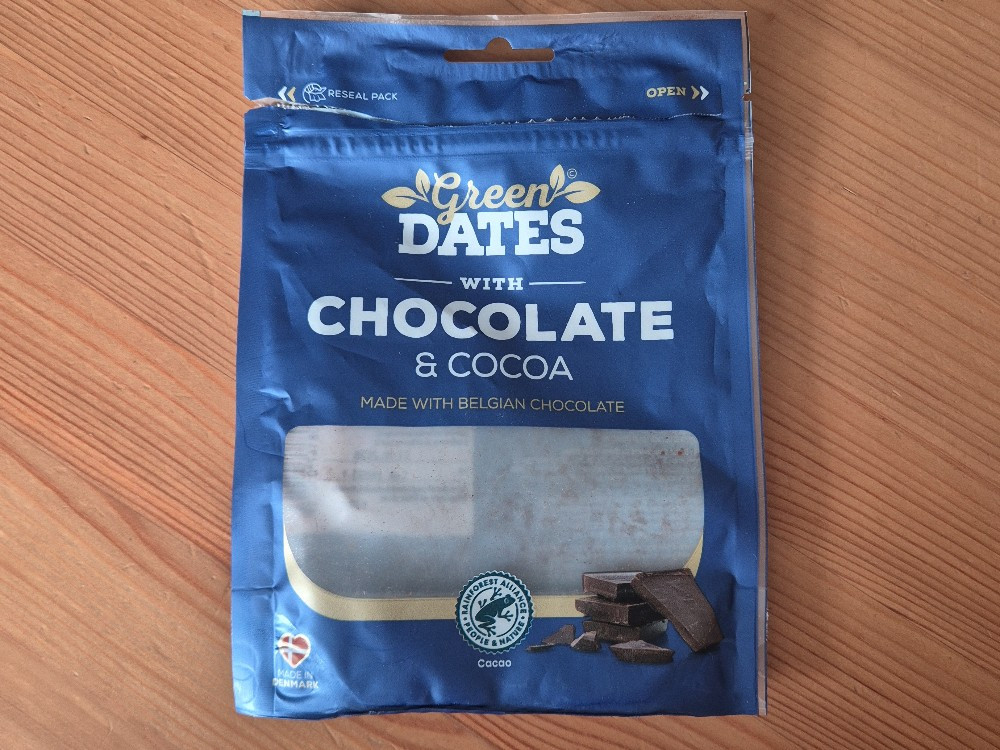 RESEAL PACK
OPEN
Green ©
DATES
WITH
CHOCOLATE
& COCOA
MADE WITH BELGIAN CHOCOLATE
RAINFOREST ALLIANCE
PEOPLE & NATURE
Cacao
MADE IN
DENMARK